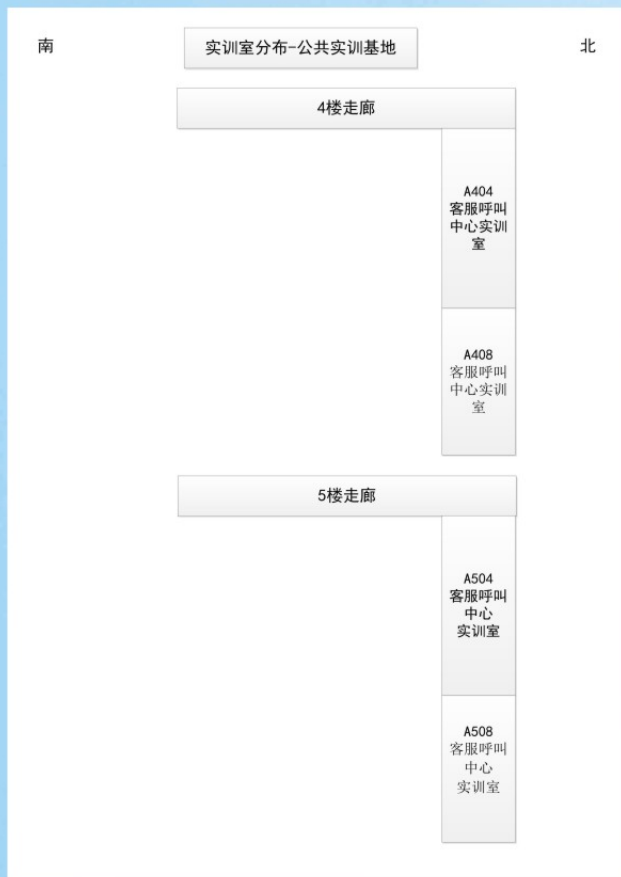 南
实训室分布-公共实训基地
北
4楼走廊
A404
客服呼叫
中心实训
室
A408
客服呼叫
中心实训
室
5楼走廊
A504
客服呼叫
中心
实训室
A508
客服呼叫
中心
实训室